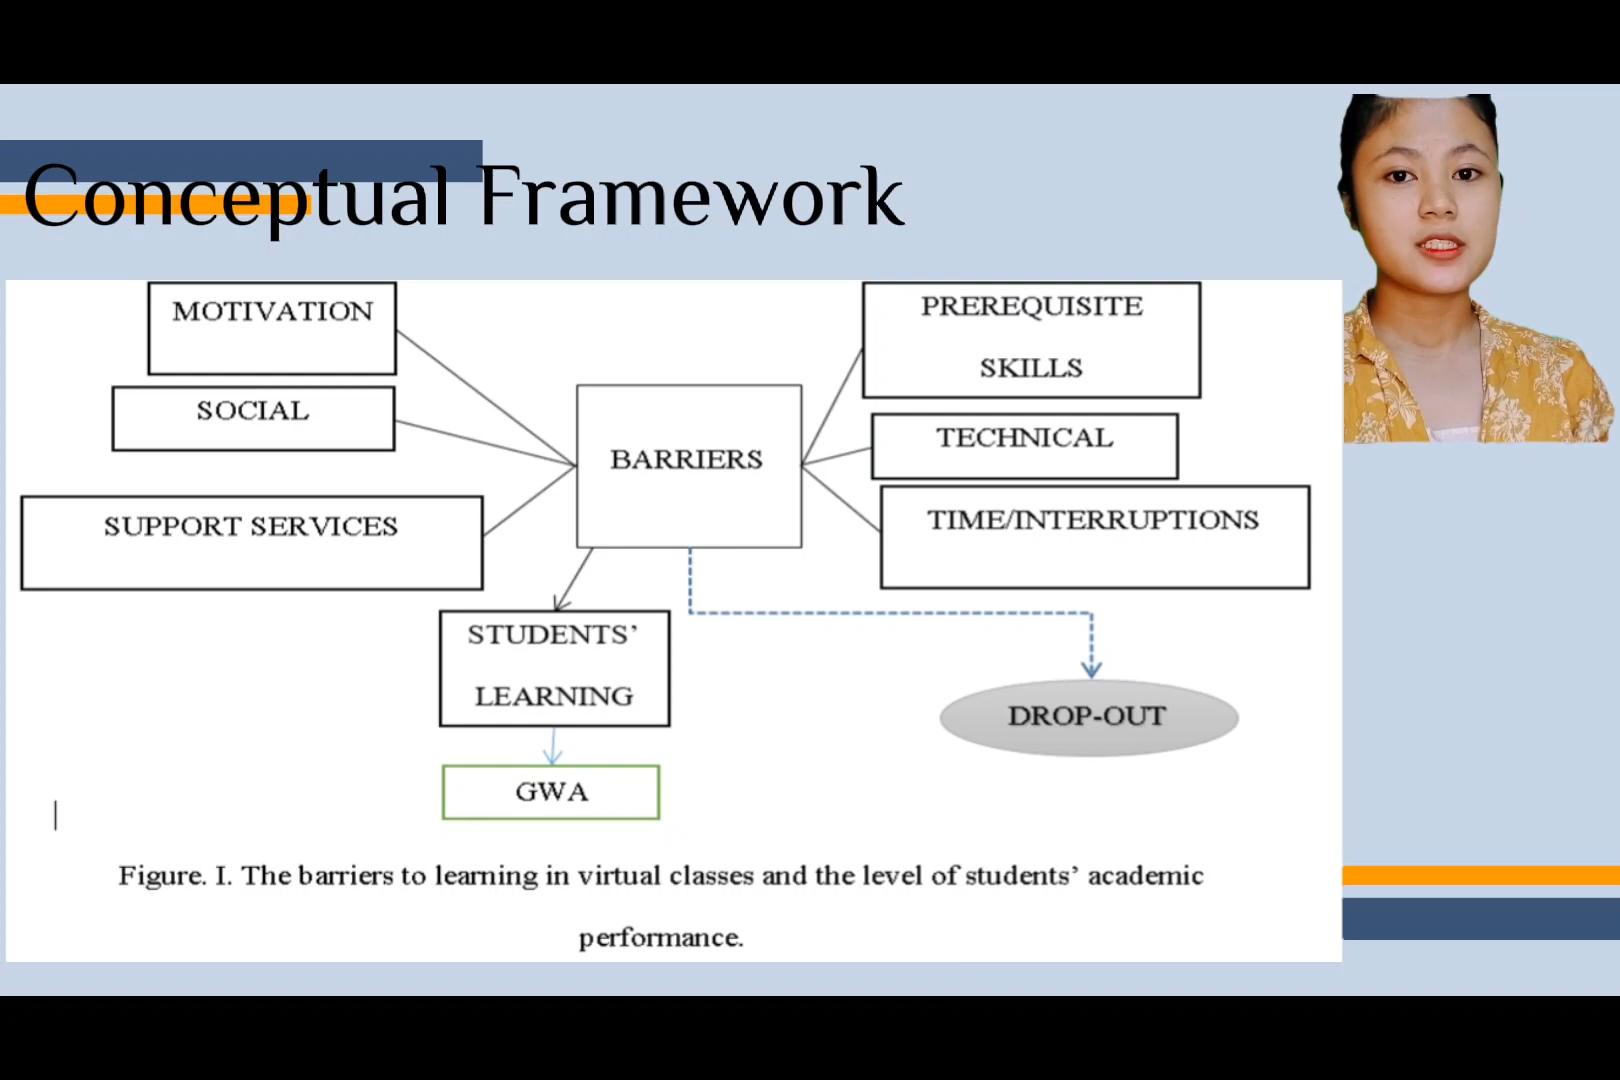 Conceptual Framework
MOTIVATION
SOCIAL
SUPPORT SERVICES
BARRIERS
PREREQUISITE
SKILLS
TECHNICAL
TIME/INTERRUPTIONS
STUDENTS’
LEARNING
GWA
DROP-OUT
Figure. I. The barriers to learning in virtual classes and the level of students’ academic
performance.